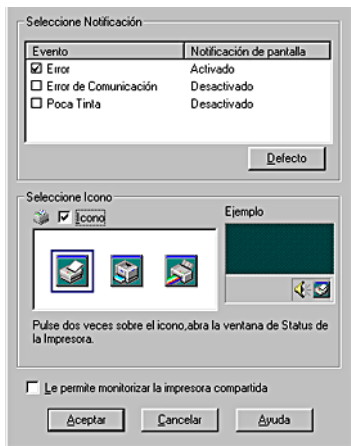 Seleccione Notificación
Evento Notificación de pantalla
Error Activado
Error de Comunicación Desactivado
Poca Tinta Desactivado
Defecto
Seleccione Icono
Icono
Ejemplo
Pulse dos veces sobre el icono,abra la ventana de Status de
la Impresora.
Le permite monitorizar la impresora compartida
Aceptar Cancelar Ayuda